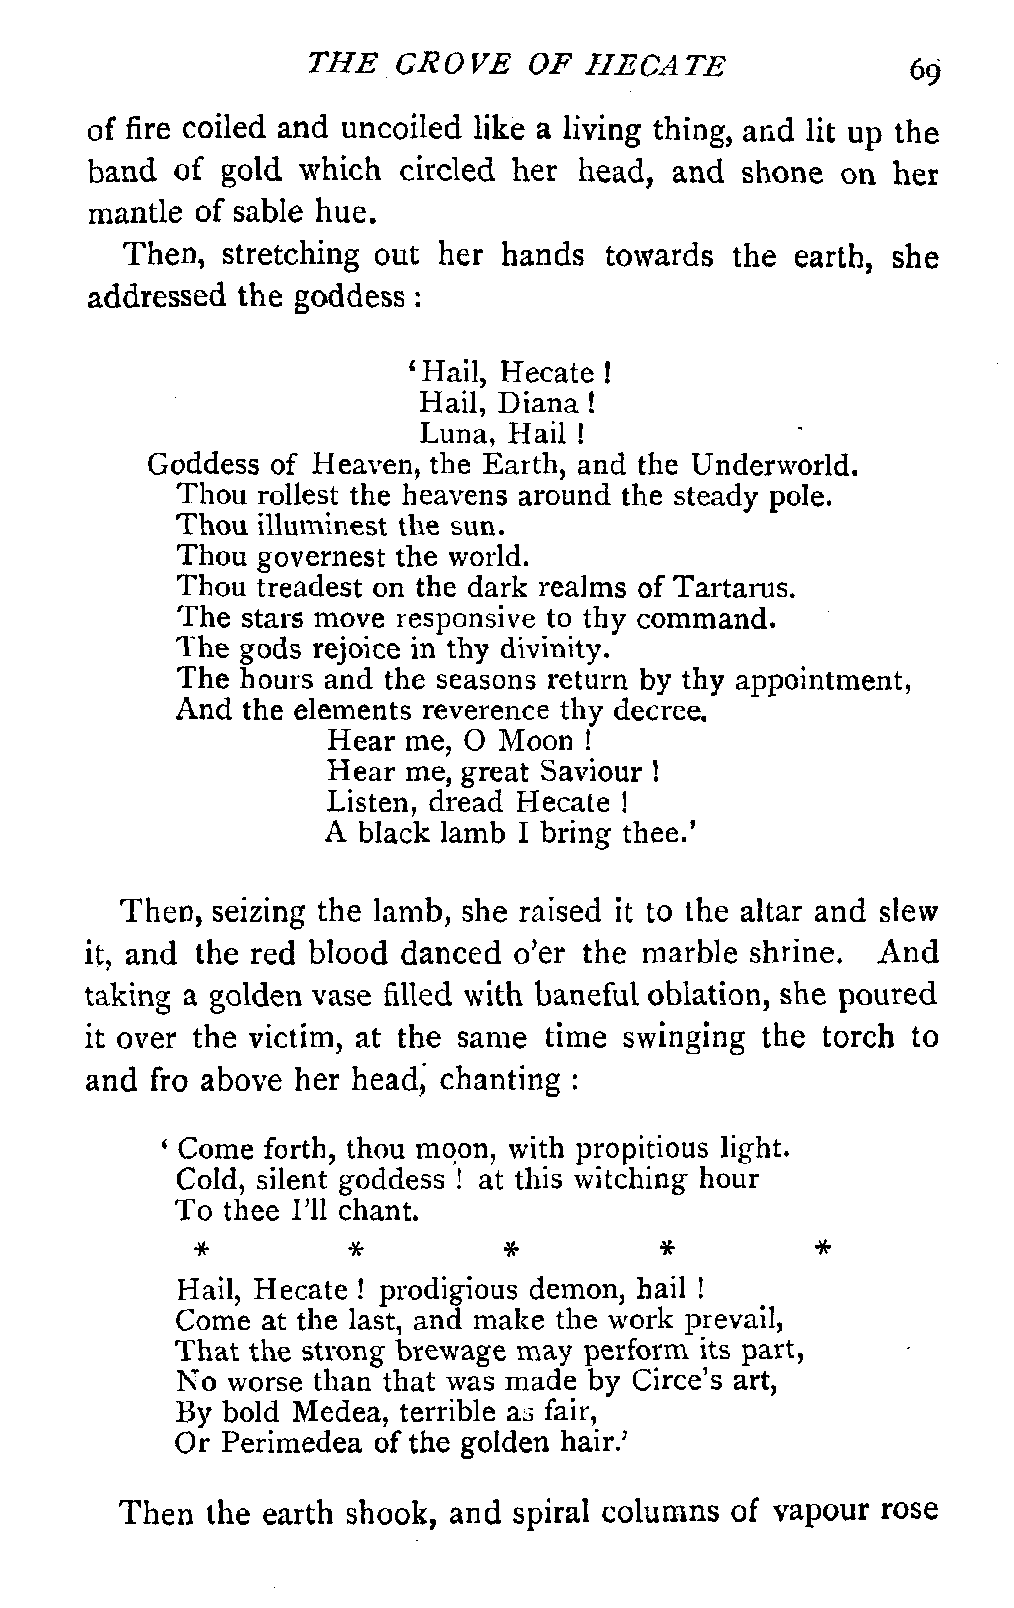 THE GROVE OF HECATE 69
of fire coiled and uncoiled like a living thing, and lit up the
band of gold which circled her head, and shone on her
mantle of sable hue.
Then, stretching out her hands towards the earth, she
addressed the goddess :
‘Hail, Hecate !
Hail, Diana !
Luna, Hail !
Goddess of Heaven, the Earth, and the Underworld.
Thou rollest the heavens around the steady pole.
Thou illuminest the sun.
Thou governest the world.
Thou treadest on the dark realms of Tartarus.
The stars move responsive to thy command.
The gods rejoice in thy divinity.
The hours and the seasons return by thy appointment,
And the elements reverence thy decree.
Hear me, O Moon !
Hear me, great Saviour !
Listen, dread Hecate !
A black lamb I bring thee.’
Then, seizing the lamb, she raised it to the altar and slew
it, and the red blood danced o’er the marble shrine. And
taking a golden vase filled with baneful oblation, she poured
it over the victim, at the same time swinging the torch to
and fro above her head, chanting :
‘ Come forth, thou moon, with propitious light.
Cold, silent goddess ! at this witching hour
To thee I’ll chant.
* * * * *
Hail, Hecate ! prodigious demon, hail !
Come at the last, and make the work prevail,
That the strong brewage may perform its part,
No worse than that was made by Circe’s art,
By bold Medea, terrible as fair,
Or Perimedea of the golden hair.’
Then the earth shook, and spiral columns of vapour rose